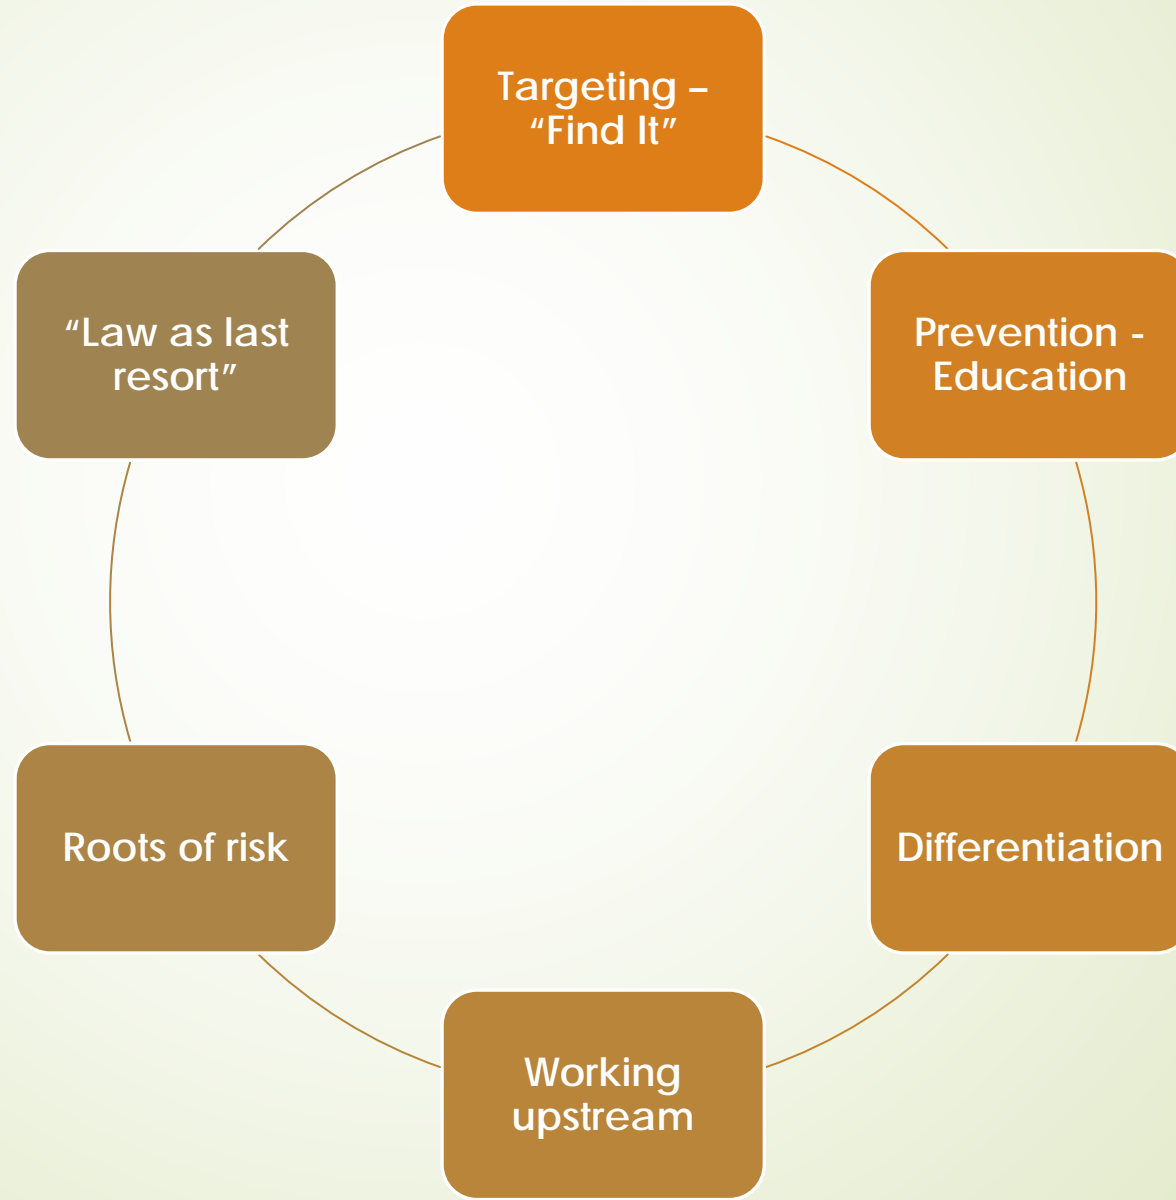 Targeting –
“Find It”
Prevention -
Education
Differentiation
Working
upstream
Roots of risk
“Law as last
resort”